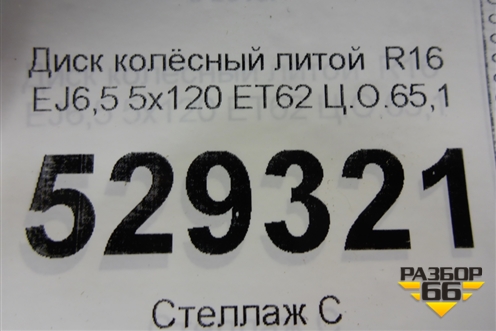 Диск колёсный литой R16
EJ6,5 5x120 ET62 Ц.О.65,1
529321
Стеллаж С
РАЗБОР
66